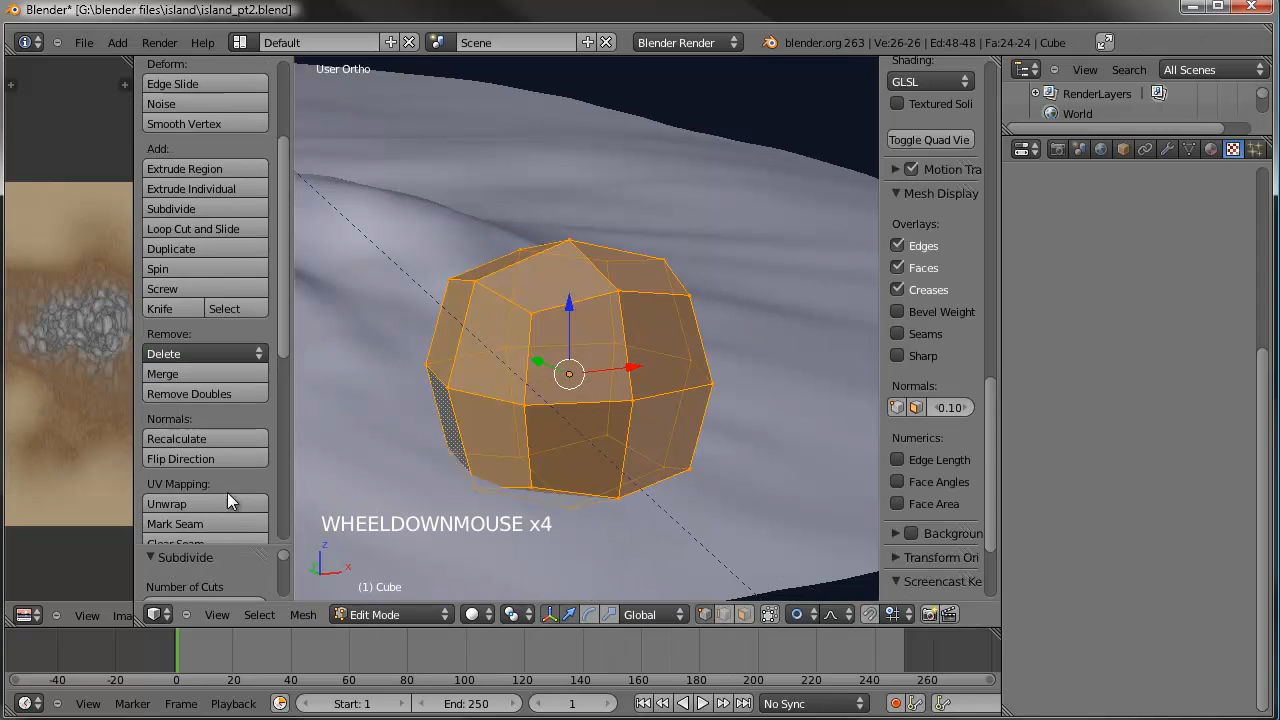 Blender* [G:\blender files\island\island_pt2.blend]
File Add Render Help Default Scene Blender Render blender.org 263 | Ve:26-26 | Ed:48-48 | Fa:24-24 | Cube
View Search All Scenes
RenderLayers
World
Deform:
Edge Slide
Noise
Smooth Vertex
Add:
Extrude Region
Extrude Individual
Subdivide
Loop Cut and Slide
Duplicate
Spin
Screw
Knife Select
Remove:
Delete
Merge
Remove Doubles
Normals:
Recalculate
Flip Direction
UV Mapping:
Unwrap
Mark Seam
Clear Seam
Subdivide
Number of Cuts
User Ortho
WHEELDOWNMOUSE x4
z
x
y
(1) Cube
Shading:
GLSL
Textured Soli
Toggle Quad Vie
Motion Tra
Mesh Display
Overlays:
Edges
Faces
Creases
Bevel Weight
Seams
Sharp
Normals:
0.10
Numerics:
Edge Length
Face Angles
Face Area
Backgroun
Transform Ori
Screencast Ke
View Ima
View Select Mesh Edit Mode Global
-40 -20 0 20 40 60 80 100 120 140 160 180 200 220 240 260
View Marker Frame Playback Start: 1 End: 250 1 No Sync